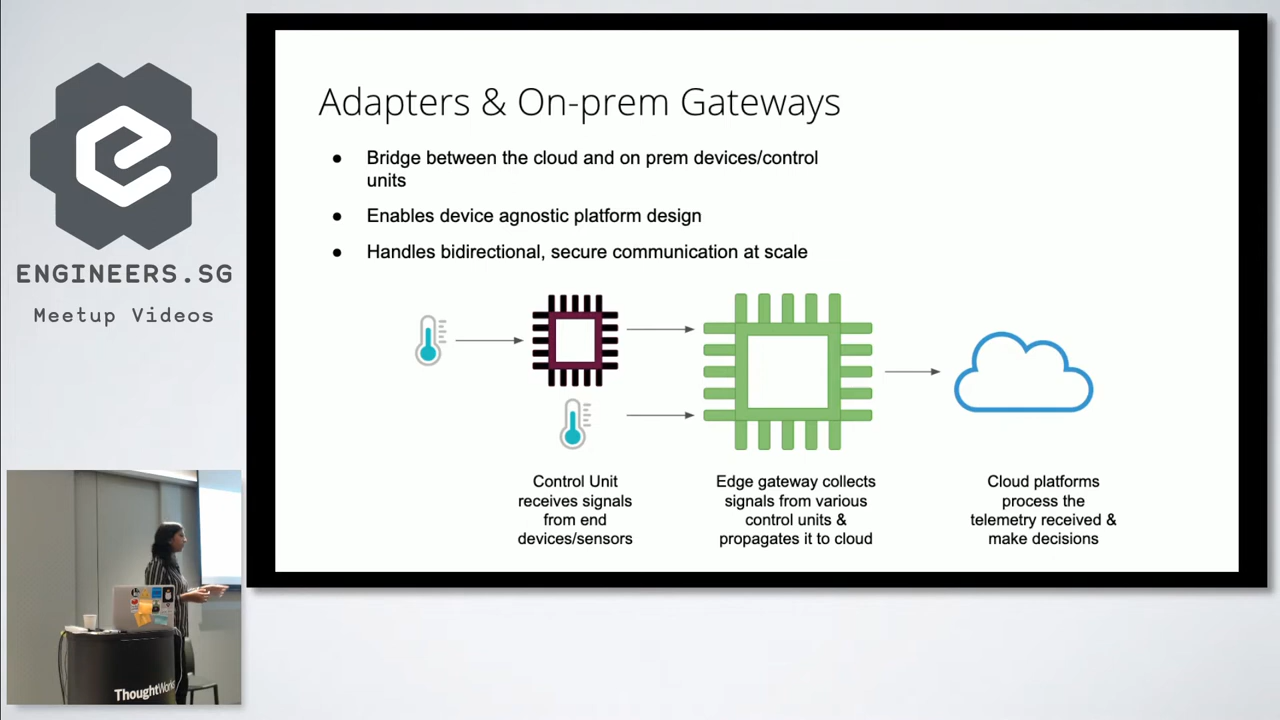 ENGINEERS.SG
Meetup Videos
Adapters & On-prem Gateways
● Bridge between the cloud and on prem devices/control
units
● Enables device agnostic platform design
● Handles bidirectional, secure communication at scale
Control Unit
receives signals
from end
devices/sensors
Edge gateway collects
signals from various
control units &
propagates it to cloud
Cloud platforms
process the
telemetry received &
make decisions
ThoughtWorks